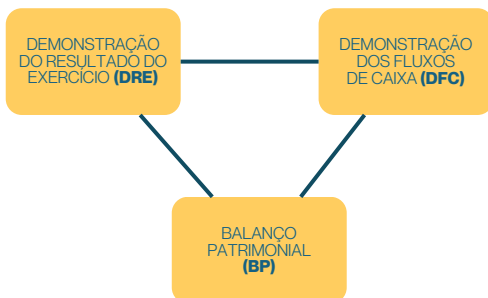 DEMONSTRAÇÃO
DO RESULTADO DO
EXERCÍCIO (DRE)
DEMONSTRAÇÃO
DOS FLUXOS
DE CAIXA (DFC)
BALANÇO
PATRIMONIAL
(BP)